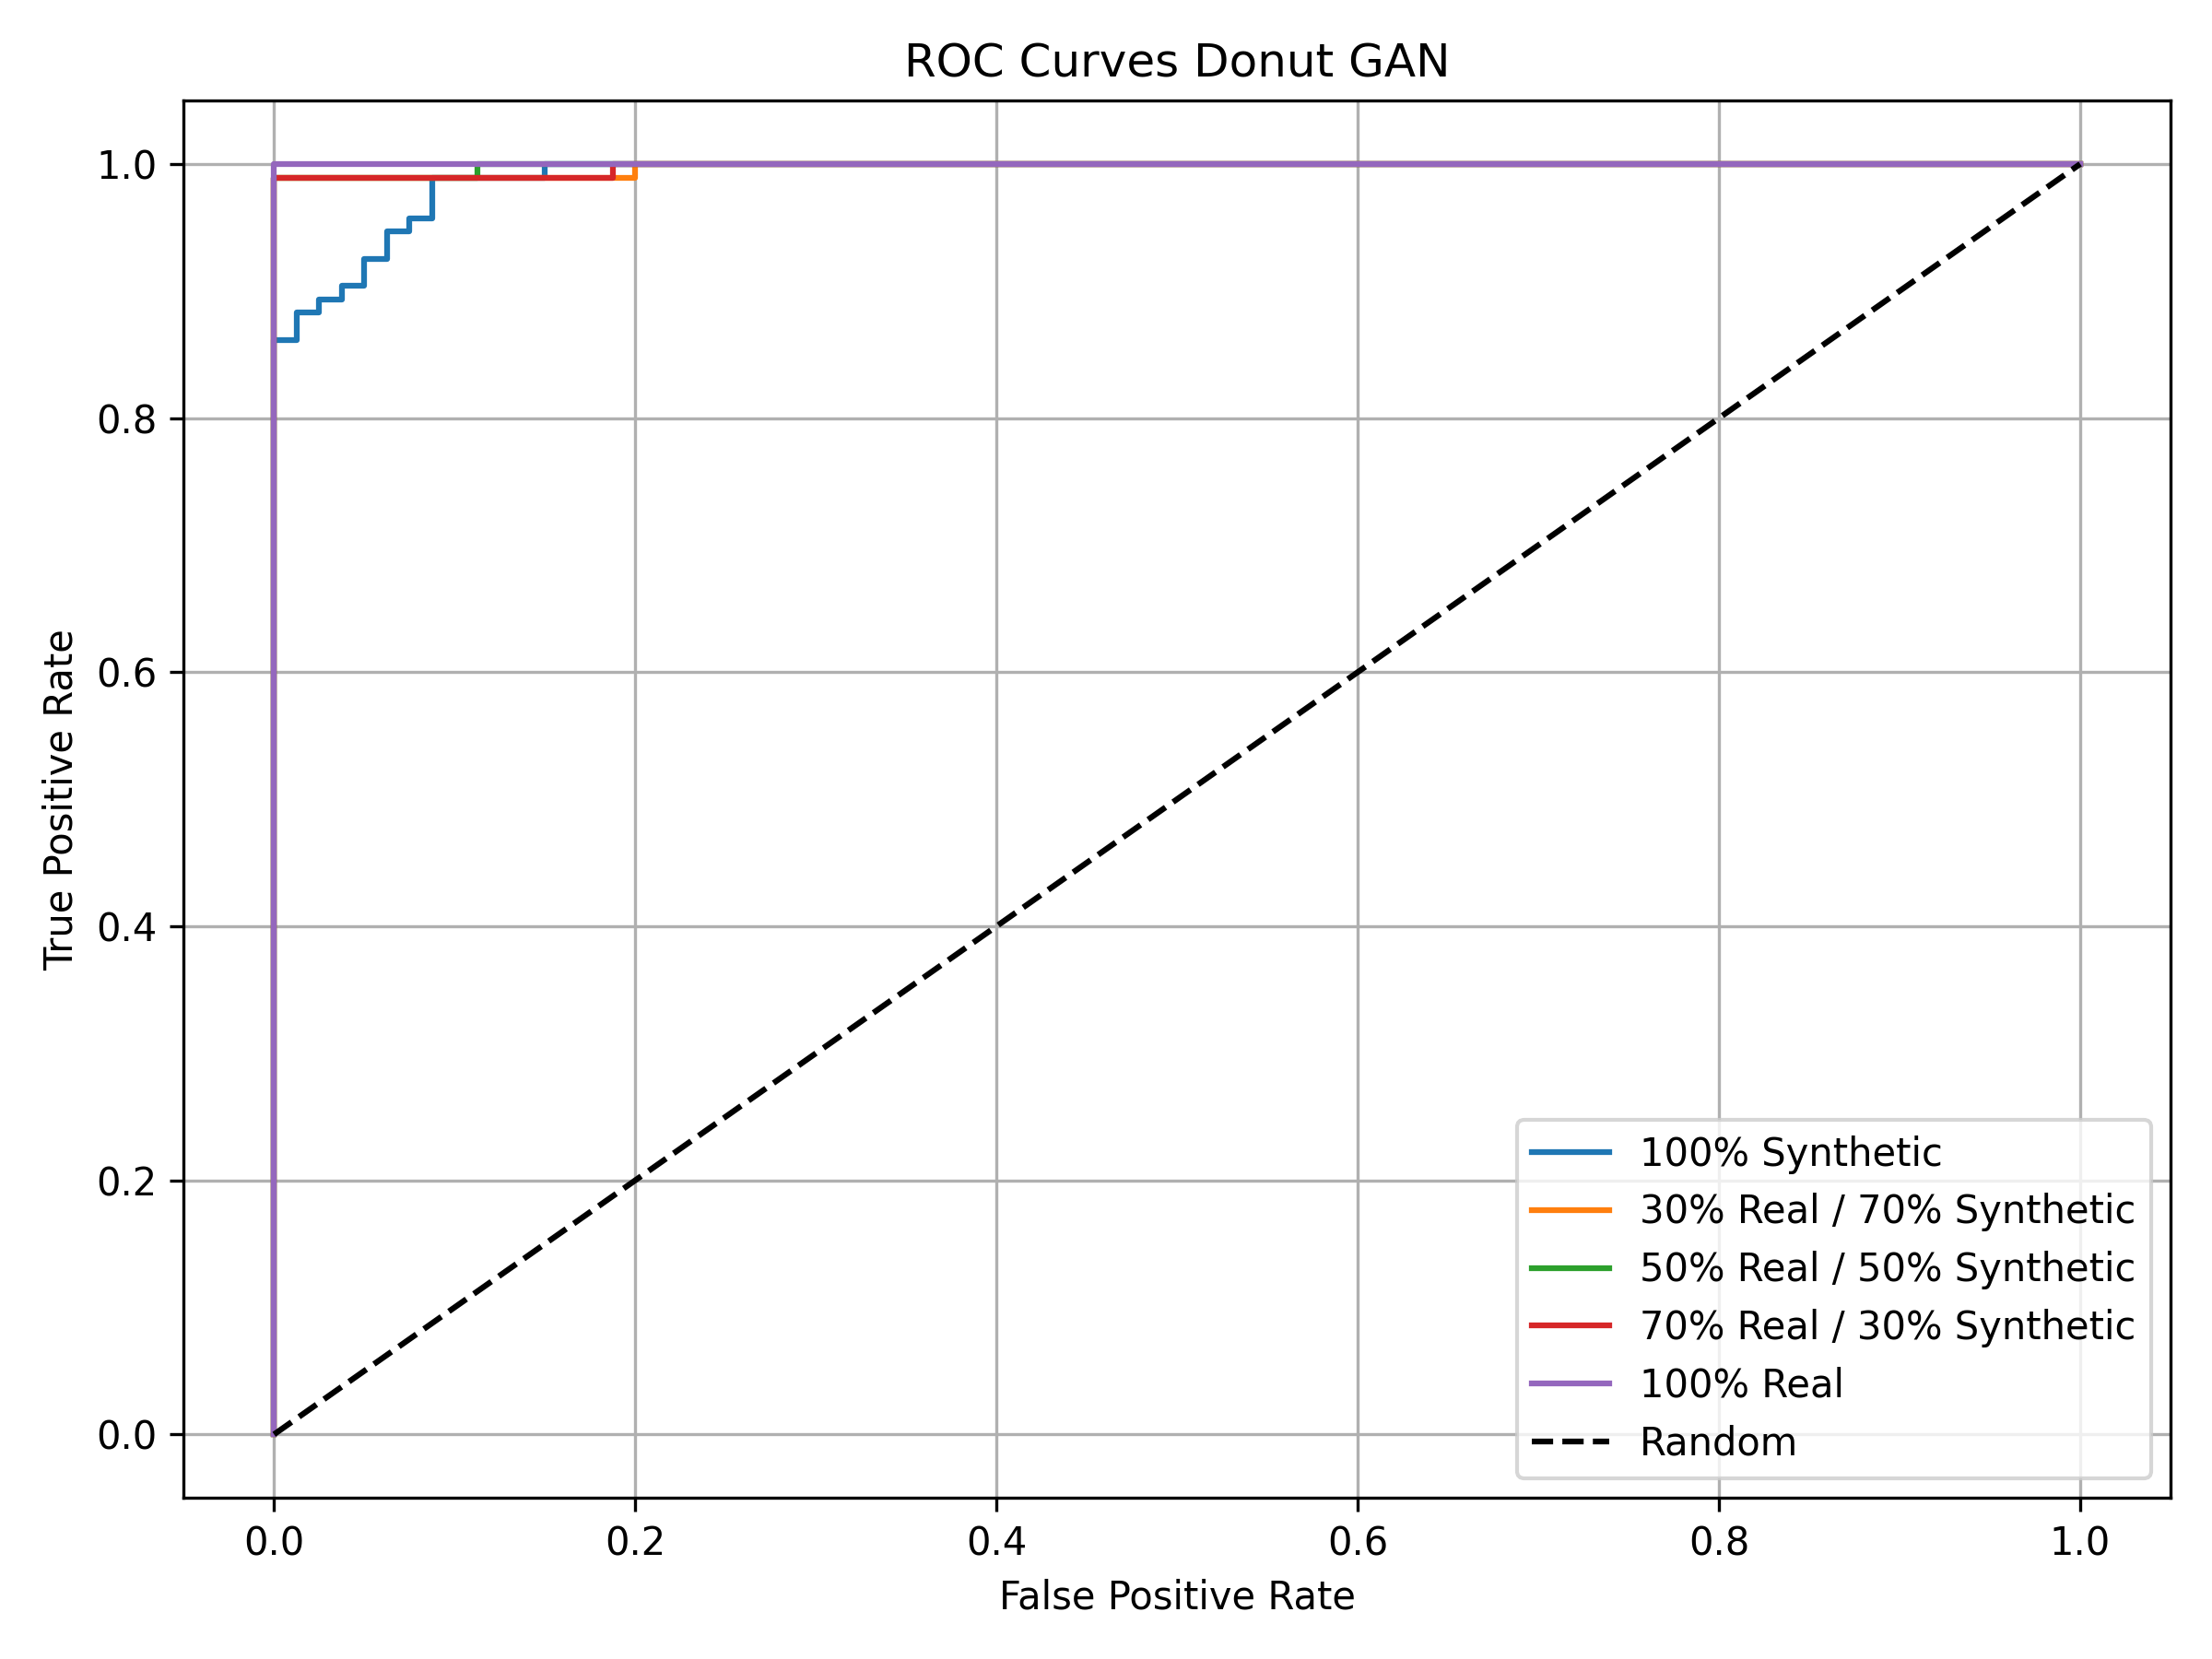 ROC Curves Donut GAN
True Positive Rate
1.0
0.8
0.6
0.4
0.2
0.0
0.0 0.2 0.4 0.6 0.8 1.0
False Positive Rate
100% Synthetic
30% Real / 70% Synthetic
50% Real / 50% Synthetic
70% Real / 30% Synthetic
100% Real
Random